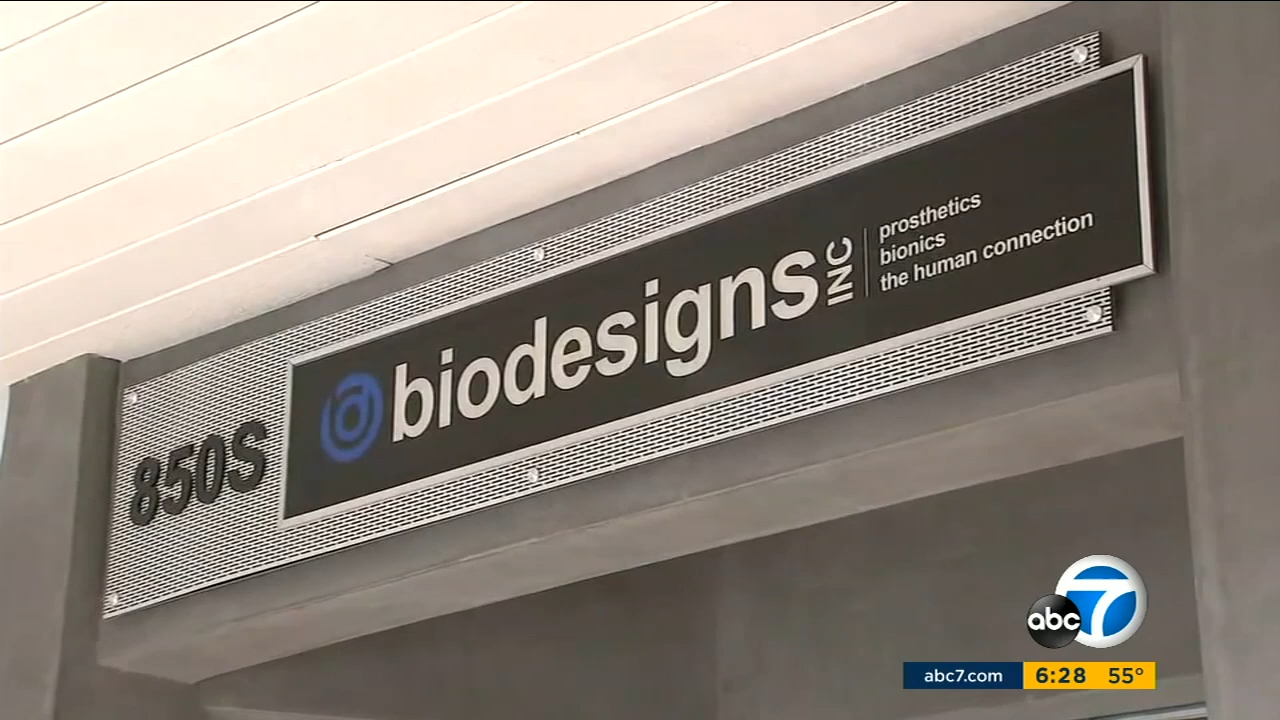 850S
biodesigns INC
prosthetics
bionics
the human connection
abc 7
abc7.com 6:28 55°